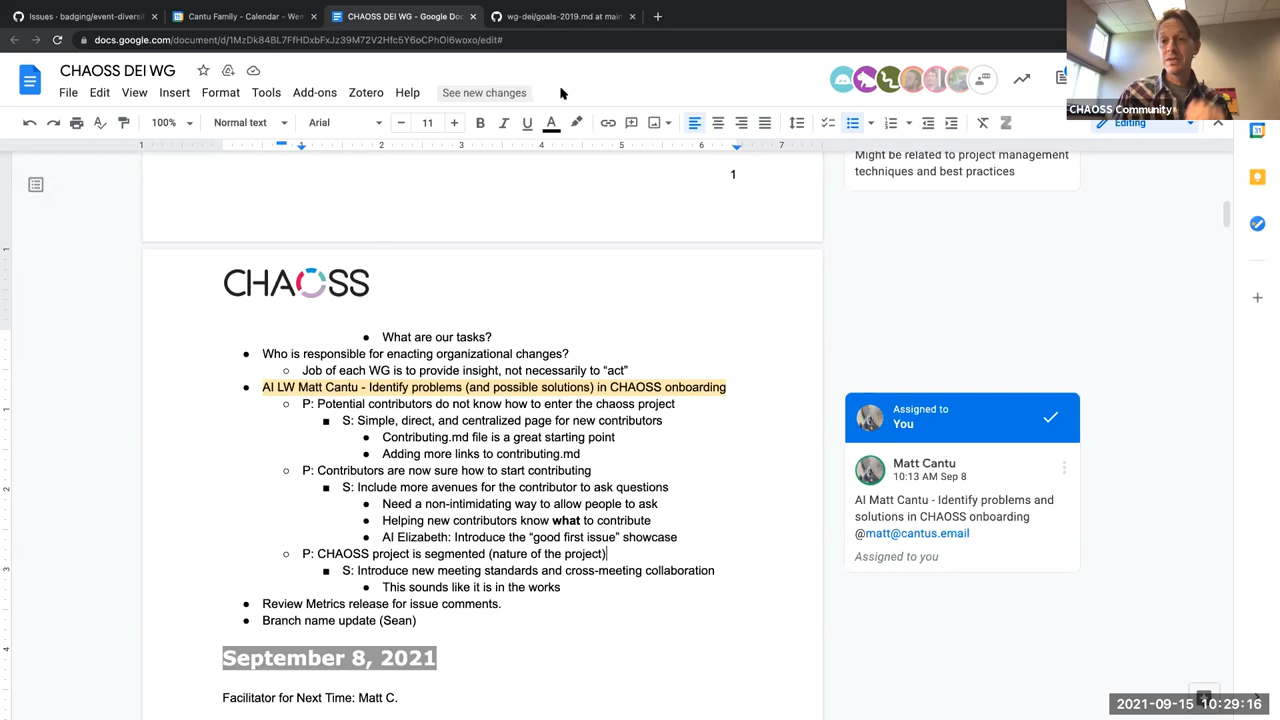 Issues · badging/event-diversi
Cantu Family - Calendar - Wee
CHAOSS DEI WG - Google Doc
wg-dei/goals-2019.md at main
docs.google.com/document/d/1MzDk84BL7FfHDxbFxJz39M72V2Hfc5Y6oCPhOl6woxo/edit#
CHAOSS DEI WG
File Edit View Insert Format Tools Add-ons Zotero Help See new changes
CHAOSS Community
100% Normal text Arial 11 Editing
1 1 2 3 4 5 6 7
Might be related to project management
techniques and best practices
1
CHAOSS
What are our tasks?
Who is responsible for enacting organizational changes?
Job of each WG is to provide insight, not necessarily to “act”
AI LW Matt Cantu - Identify problems (and possible solutions) in CHAOSS onboarding
P: Potential contributors do not know how to enter the chaoss project
S: Simple, direct, and centralized page for new contributors
Contributing.md file is a great starting point
Adding more links to contributing.md
P: Contributors are now sure how to start contributing
S: Include more avenues for the contributor to ask questions
Need a non-intimidating way to allow people to ask
Helping new contributors know what to contribute
AI Elizabeth: Introduce the “good first issue” showcase
P: CHAOSS project is segmented (nature of the project)
S: Introduce new meeting standards and cross-meeting collaboration
This sounds like it is in the works
Review Metrics release for issue comments.
Branch name update (Sean)
September 8, 2021
Facilitator for Next Time: Matt C.
Assigned to
You
Matt Cantu
10:13 AM Sep 8
AI Matt Cantu - Identify problems and
solutions in CHAOSS onboarding
@matt@cantus.email
Assigned to you
2021-09-15 10:29:16